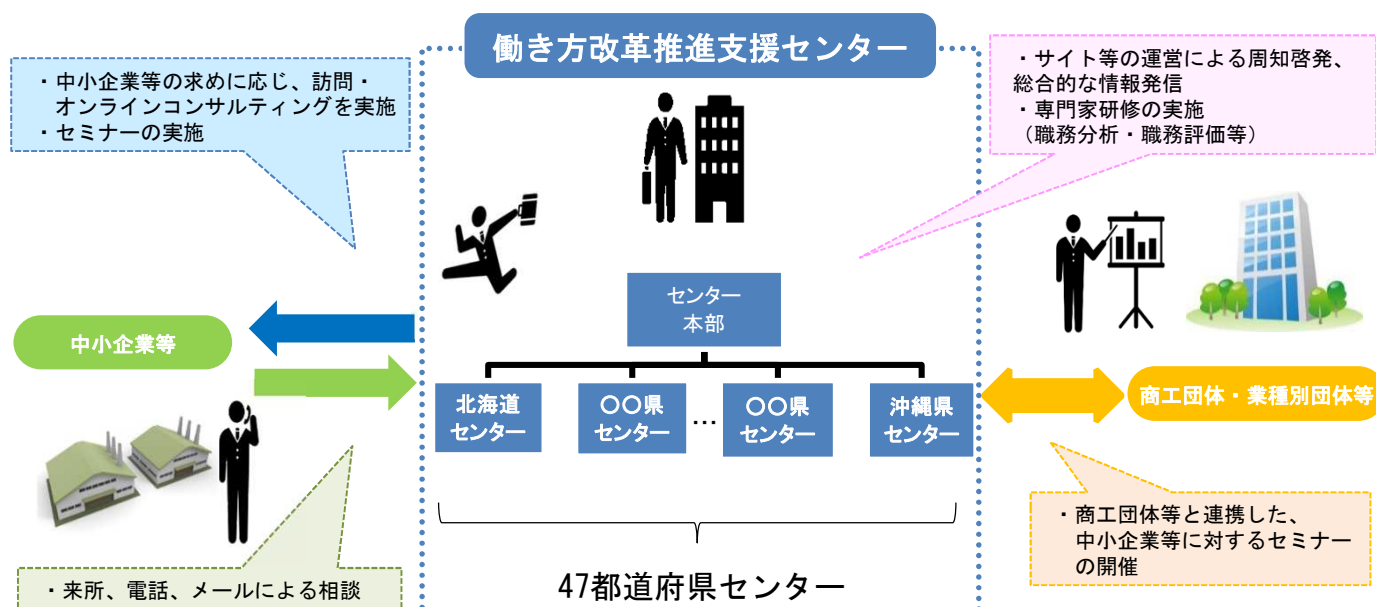 働き方改革推進支援センター
・中小企業等の求めに応じ、訪問・
オンラインコンサルティングを実施
・セミナーの実施
・サイト等の運営による周知啓発、
総合的な情報発信
・専門家研修の実施
（職務分析・職務評価等）
センター
本部
中小企業等
北海道
センター
〇〇県
センター
…
〇〇県
センター
沖縄県
センター
商工団体・業種別団体等
・商工団体等と連携した、
中小企業等に対するセミナー
の開催
・来所、電話、メールによる相談
47都道府県センター